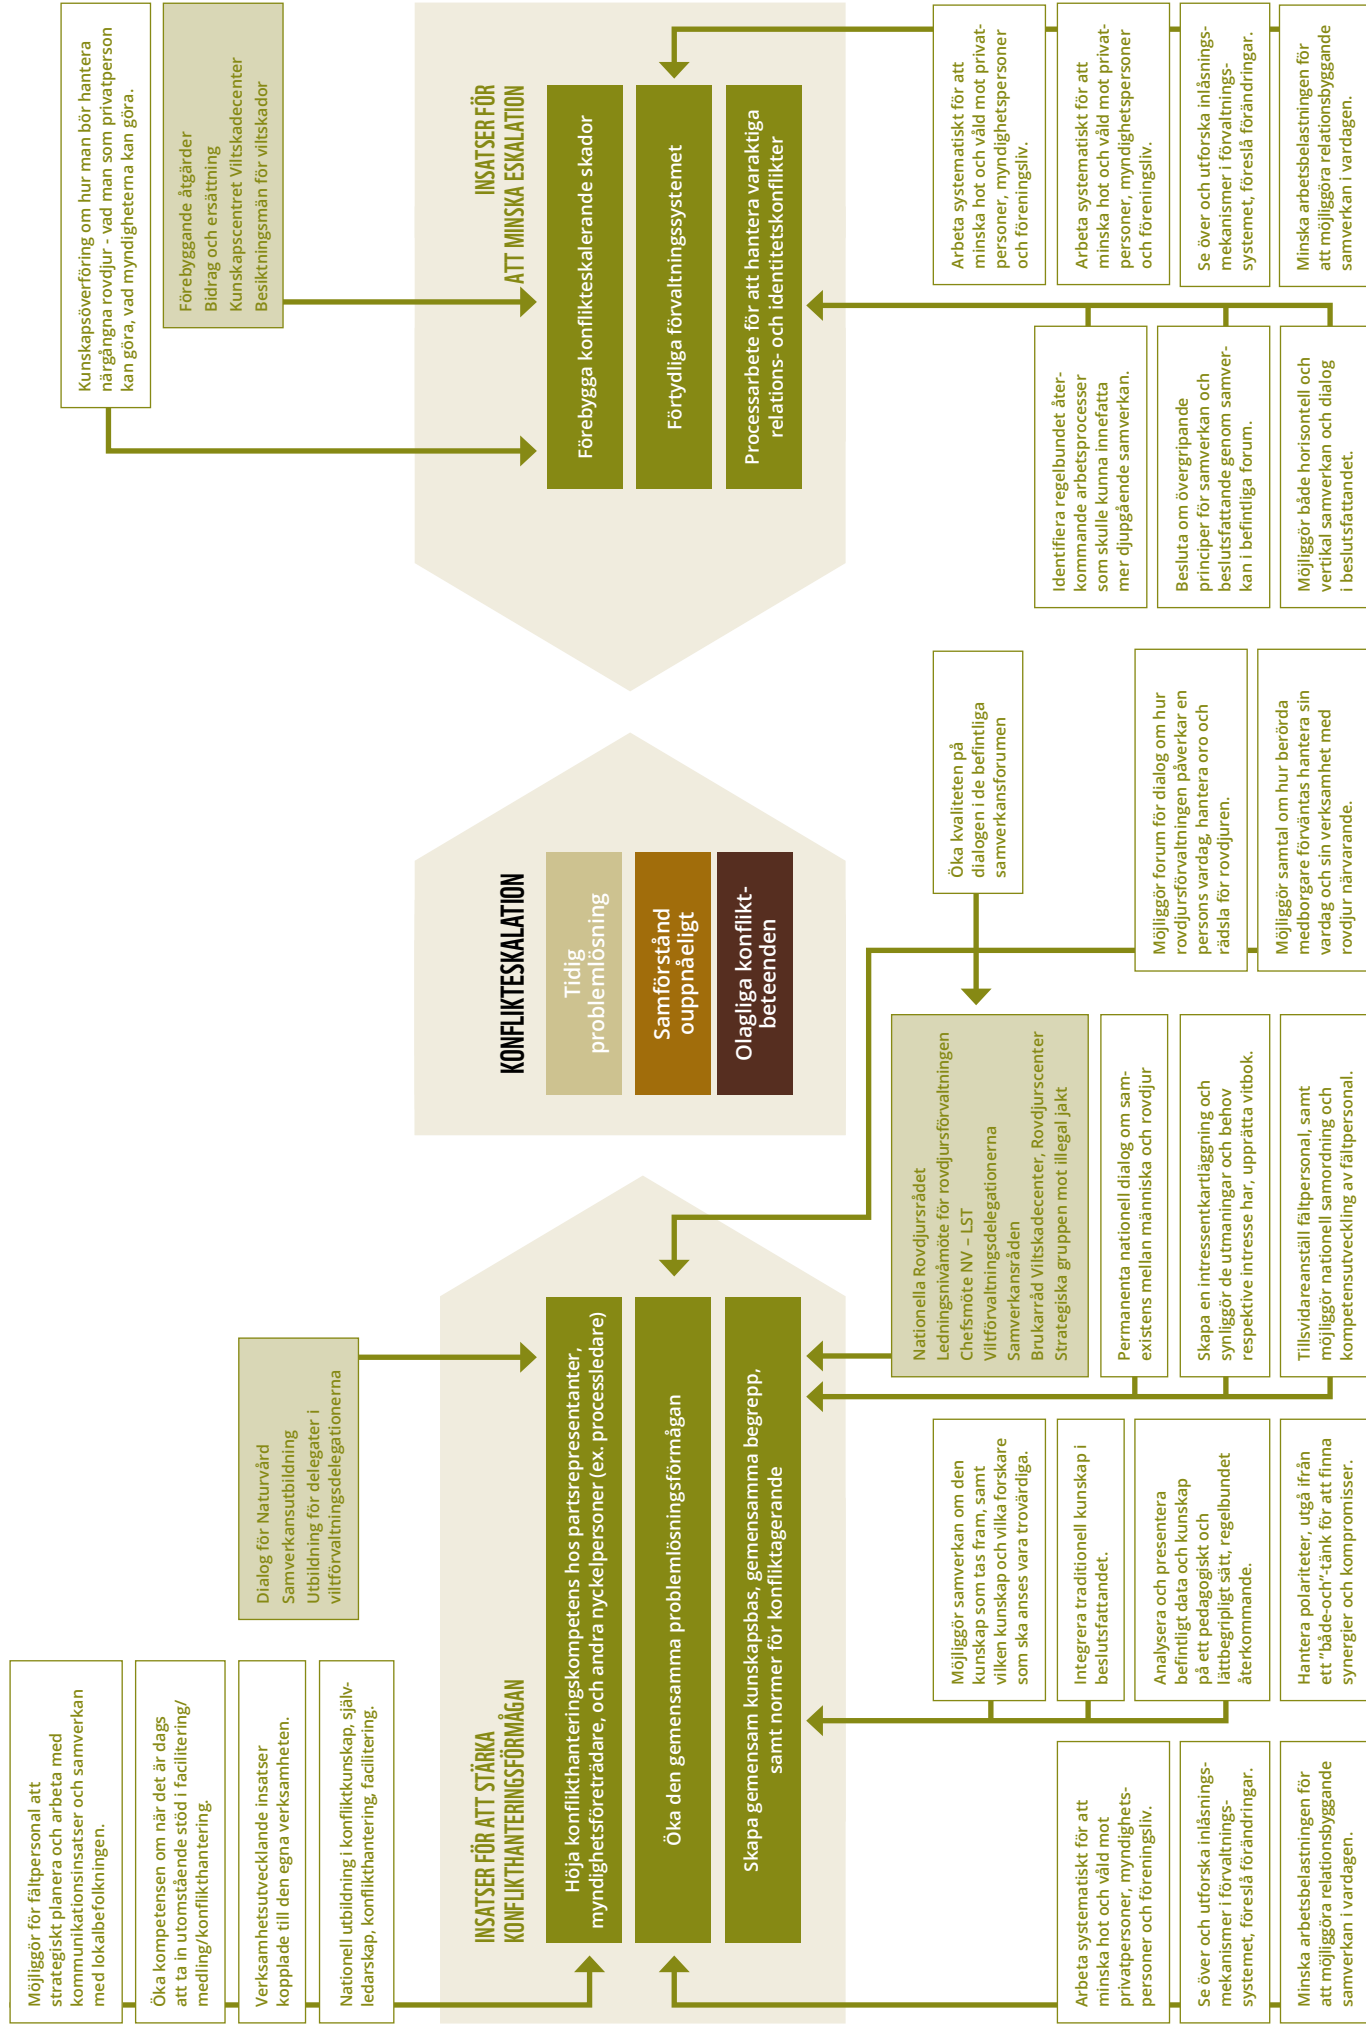 Möjliggör för fältpersonal att
strategiskt planera och arbeta med
kommunikationsinsatser och samverkan
med lokalbefolkningen.
Öka kompetensen om när det är dags
att ta in utomstående stöd i facilitering/
medling/konflikthantering.
Verksamhetsutvecklande insatser
kopplade till den egna verksamheten.
Nationell utbildning i konfliktkunskap, själv-
ledarskap, konflikthantering, facilitering.
Dialog för Naturvård
Samverkansutbildning
Utbildning för delegater i
viltförvaltningsdelegationerna
INSATSER FÖR ATT STÄRKA
KONFLIKTHANTERINGSFÖRMÅGAN
Höja konflikthanteringskompetens hos partsrepresentanter,
myndighetsföreträdare, och andra nyckelpersoner (ex. processledare)
Öka den gemensamma problemlösningsförmågan
Skapa gemensam kunskapsbas, gemensamma begrepp,
samt normer för konfliktagerande
Arbeta systematiskt för att
minska hot och våld mot
privatpersoner, myndighets-
personer och föreningsliv.
Se över och utforska inlåsnings-
mekanismer i förvaltnings-
systemet, föreslå förändringar.
Minska arbetsbelastningen för
att möjliggöra relationsbyggande
samverkan i vardagen.
Möjliggör samverkan om den
kunskap som tas fram, samt
vilken kunskap och vilka forskare
som ska anses vara trovärdiga.
Integrera traditionell kunskap i
beslutsfattandet.
Analysera och presentera
befintligt data och kunskap
på ett pedagogiskt och
lättbegripligt sätt, regelbundet
återkommande.
Hantera polariteter, utgå ifrån
ett "både-och"-tänk för att finna
synergier och kompromisser.
Nationella Rovdjursrådet
Ledningsnivåmöte för rovdjursförvaltningen
Chefsmöte NV – LST
Viltförvaltningsdelegationerna
Samverkansråden
Brukarråd Viltskadecenter, Rovdjurscenter
Strategiska gruppen mot illegal jakt
Permanenta nationell dialog om sam-
existens mellan människa och rovdjur
Skapa en intressentkartläggning och
synliggör de utmaningar och behov
respektive intresse har, upprätta vitbok.
Tillsvidareanställ fältpersonal, samt
möjliggör nationell samordning och
kompetensutveckling av fältpersonal.
KONFLIKTESKALATION
Tidig
problemlösning
Samförstånd
ouppnåeligt
Olagliga konflikt-
beteenden
Öka kvaliteten på
dialogen i de befintliga
samverkansforumen
Möjliggör forum för dialog om hur
rovdjursförvaltningen påverkar en
persons vardag, hantera oro och
rädsla för rovdjuren.
Möjliggör samtal om hur berörda
medborgare förväntas hantera sin
vardag och sin verksamhet med
rovdjur närvarande.
Kunskapsöverföring om hur man bör hantera
närgångna rovdjur - vad man som privatperson
kan göra, vad myndigheterna kan göra.
Förebyggande åtgärder
Bidrag och ersättning
Kunskapscentret Viltskadecenter
Besiktningsmän för viltskador
INSATSER FÖR
ATT MINSKA ESKALATION
Förebygga konflikteskalerande skador
Förtydliga förvaltningssystemet
Processarbete för att hantera varaktiga
relations- och identitetskonflikter
Identifiera regelbundet åter-
kommande arbetsprocesser
som skulle kunna innefatta
mer djupgående samverkan.
Besluta om övergripande
principer för samverkan och
beslutsfattande genom samver-
kan i befintliga forum.
Möjliggör både horisontell och
vertikal samverkan och dialog
i beslutsfattandet.
Arbeta systematiskt för att
minska hot och våld mot privat-
personer, myndighetspersoner
och föreningsliv.
Arbeta systematiskt för att
minska hot och våld mot privat-
personer, myndighetspersoner
och föreningsliv.
Se över och utforska inlåsnings-
mekanismer i förvaltnings-
systemet, föreslå förändringar.
Minska arbetsbelastningen för
att möjliggöra relationsbyggande
samverkan i vardagen.